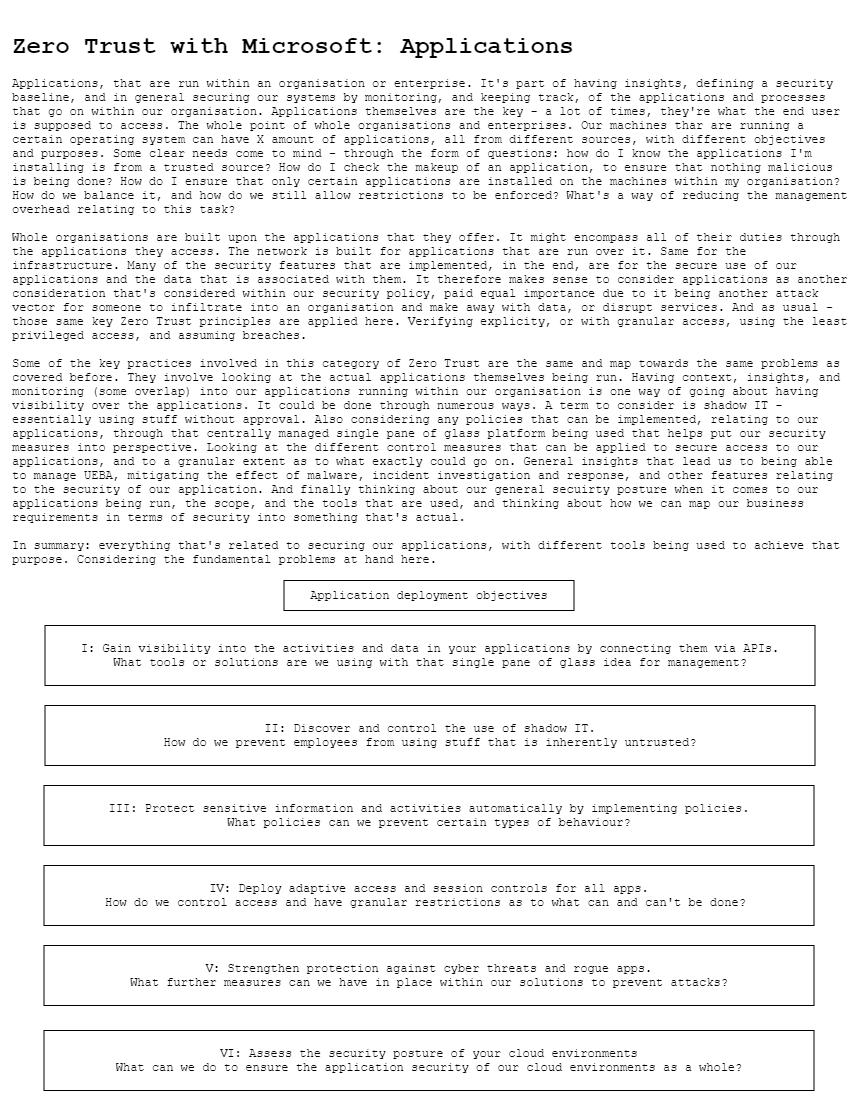 Zero Trust with Microsoft: Applications
Applications, that are run within an organisation or enterprise. It's part of having insights, defining a security
baseline, and in general securing our systems by monitoring, and keeping track, of the applications and processes
that go on within our organisation. Applications themselves are the key - a lot of times, they're what the end user
is supposed to access. The whole point of whole organisations and enterprises. Our machines thar are running a
certain operating system can have X amount of applications, all from different sources, with different objectives
and purposes. Some clear needs come to mind - through the form of questions: how do I know the applications I'm
installing is from a trusted source? How do I check the makeup of an application, to ensure that nothing malicious
is being done? How do I ensure that only certain applications are installed on the machines within my organisation?
How do we balance it, and how do we still allow restrictions to be enforced? What's a way of reducing the management
overhead relating to this task?
Whole organisations are built upon the applications that they offer. It might encompass all of their duties through
the applications they access. The network is built for applications that are run over it. Same for the
infrastructure. Many of the security features that are implemented, in the end, are for the secure use of our
applications and the data that is associated with them. It therefore makes sense to consider applications as another
consideration that's considered within our security policy, paid equal importance due to it being another attack
vector for someone to infiltrate into an organisation and make away with data, or disrupt services. And as usual -
those same key Zero Trust principles are applied here. Verifying explicity, or with granular access, using the least
privileged access, and assuming breaches.
Some of the key practices involved in this category of Zero Trust are the same and map towards the same problems as
covered before. They involve looking at the actual applications themselves being run. Having context, insights, and
monitoring (some overlap) into our applications running within our organisation is one way of going about having
visibility over the applications. It could be done through numerous ways. A term to consider is shadow IT -
essentially using stuff without approval. Also considering any policies that can be implemented, relating to our
applications, through that centrally managed single pane of glass platform being used that helps put our security
measures into perspective. Looking at the different control measures that can be applied to secure access to our
applications, and to a granular extent as to what exactly could go on. General insights that lead us to being able
to manage UEBA, mitigating the effect of malware, incident investigation and response, and other features relating
to the security of our application. And finally thinking about our general secuirty posture when it comes to our
applications being run, the scope, and the tools that are used, and thinking about how we can map our business
requirements in terms of security into something that's actual.
In summary: everything that's related to securing our applications, with different tools being used to achieve that
purpose. Considering the fundamental problems at hand here.
Application deployment objectives
I: Gain visibility into the activities and data in your applications by connecting them via APIs.
What tools or solutions are we using with that single pane of glass idea for management?
II: Discover and control the use of shadow IT.
How do we prevent employees from using stuff that is inherently untrusted?
III: Protect sensitive information and activities automatically by implementing policies.
What policies can we prevent certain types of behaviour?
IV: Deploy adaptive access and session controls for all apps.
How do we control access and have granular restrictions as to what can and can't be done?
V: Strengthen protection against cyber threats and rogue apps.
What further measures can we have in place within our solutions to prevent attacks?
VI: Assess the security posture of your cloud environments
What can we do to ensure the application security of our cloud environments as a whole?